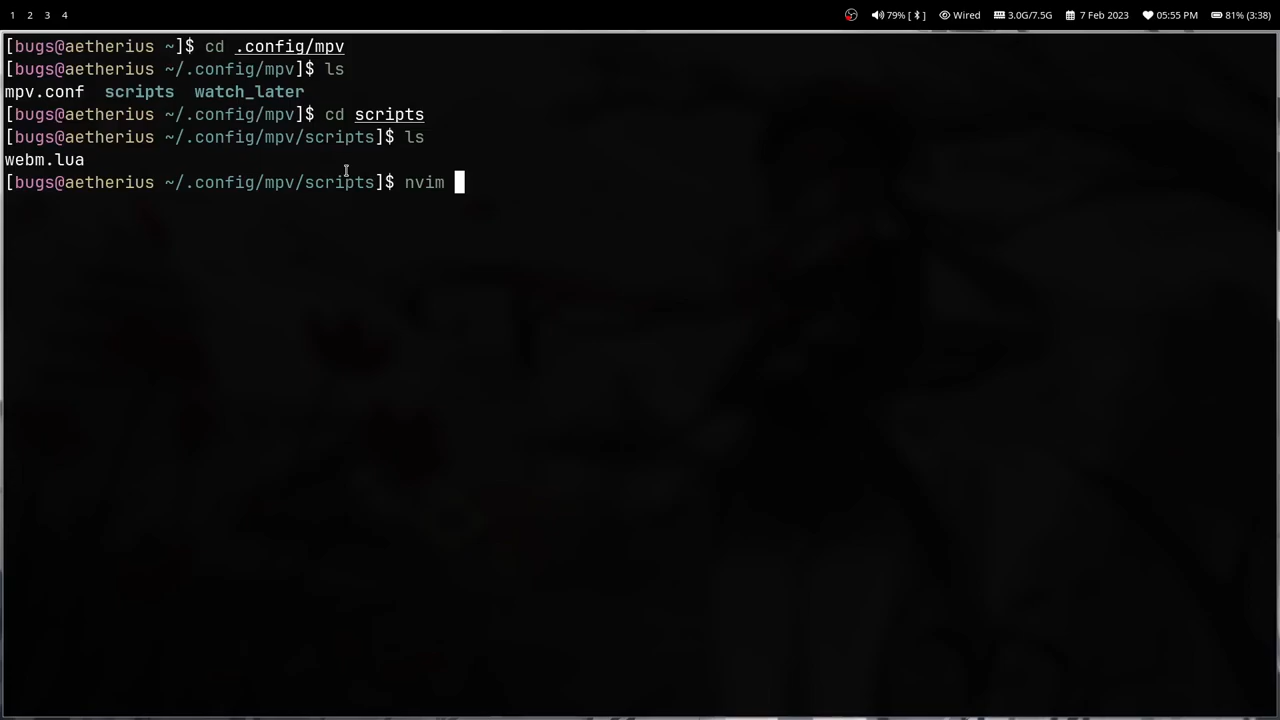 1 2 3 4 79% [ ] Wired 3.0G/7.5G 7 Feb 2023 05:55 PM 81% (3:38)
[bugs@aetherius ~]$ cd .config/mpv
[bugs@aetherius ~/.config/mpv]$ ls
mpv.conf scripts watch_later
[bugs@aetherius ~/.config/mpv]$ cd scripts
[bugs@aetherius ~/.config/mpv/scripts]$ ls
webm.lua
[bugs@aetherius ~/.config/mpv/scripts]$ nvim